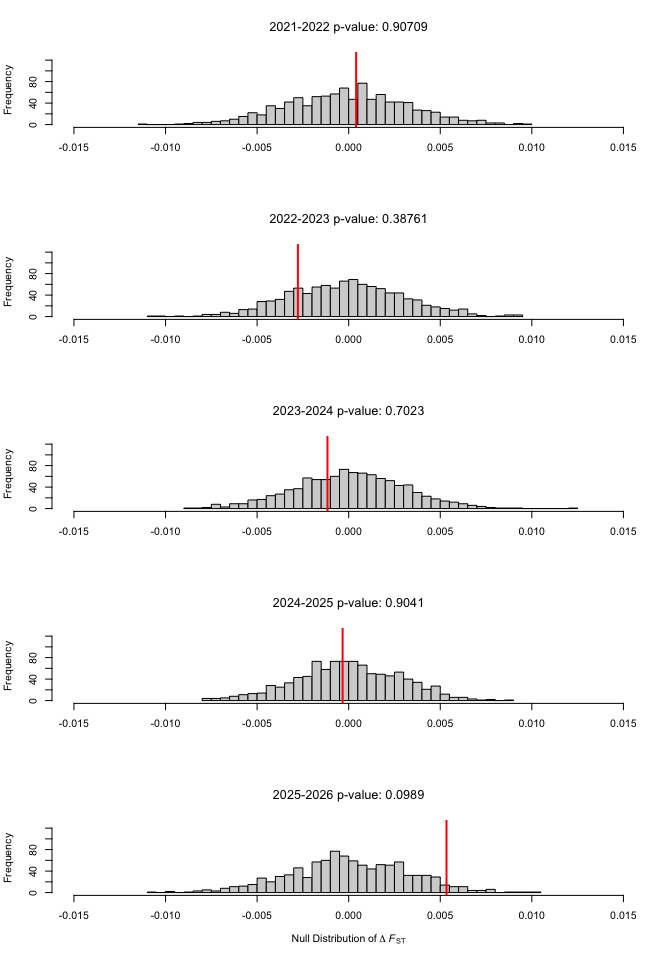 2021-2022 p-value: 0.90709
Frequency
0 40 80
-0.015 -0.010 -0.005 0.000 0.005 0.010 0.015
2022-2023 p-value: 0.38761
Frequency
0 40 80
-0.015 -0.010 -0.005 0.000 0.005 0.010 0.015
2023-2024 p-value: 0.7023
Frequency
0 40 80
-0.015 -0.010 -0.005 0.000 0.005 0.010 0.015
2024-2025 p-value: 0.9041
Frequency
0 40 80
-0.015 -0.010 -0.005 0.000 0.005 0.010 0.015
2025-2026 p-value: 0.0989
Frequency
0 40 80
-0.015 -0.010 -0.005 0.000 0.005 0.010 0.015
Null Distribution of Δ FST